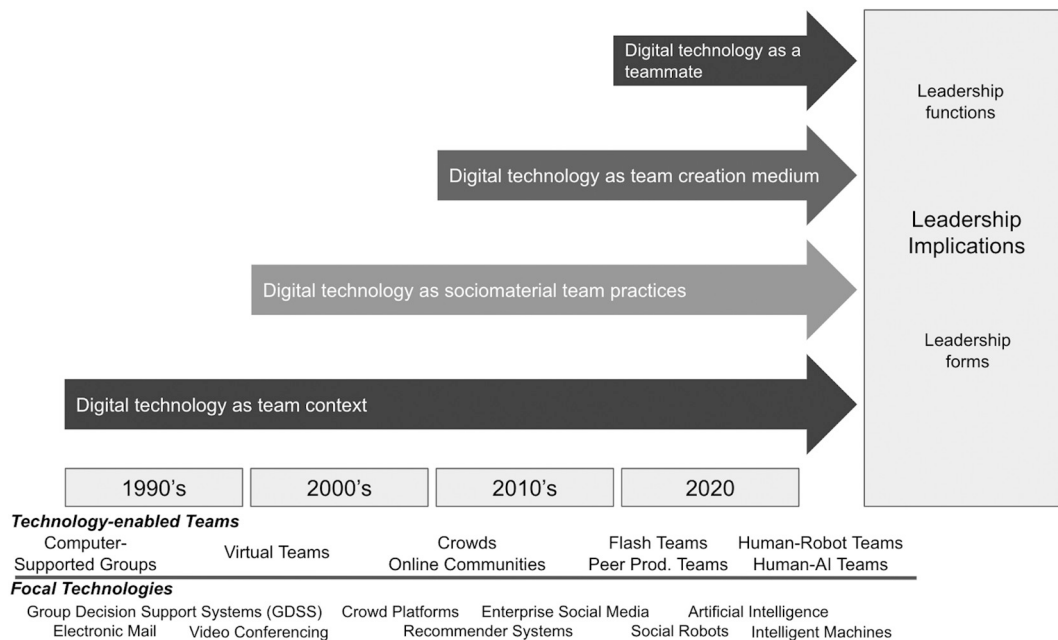 Digital technology as a
teammate
Digital technology as team creation medium
Digital technology as sociomaterial team practices
Digital technology as team context
Leadership
functions
Leadership
Implications
Leadership
forms
1990's
2000's
2010's
2020
Technology-enabled Teams
Computer-
Supported Groups
Virtual Teams
Crowds
Online Communities
Flash Teams
Peer Prod. Teams
Human-Robot Teams
Human-AI Teams
Focal Technologies
Group Decision Support Systems (GDSS)
Electronic Mail
Video Conferencing
Crowd Platforms
Recommender Systems
Enterprise Social Media
Social Robots
Artificial Intelligence
Intelligent Machines